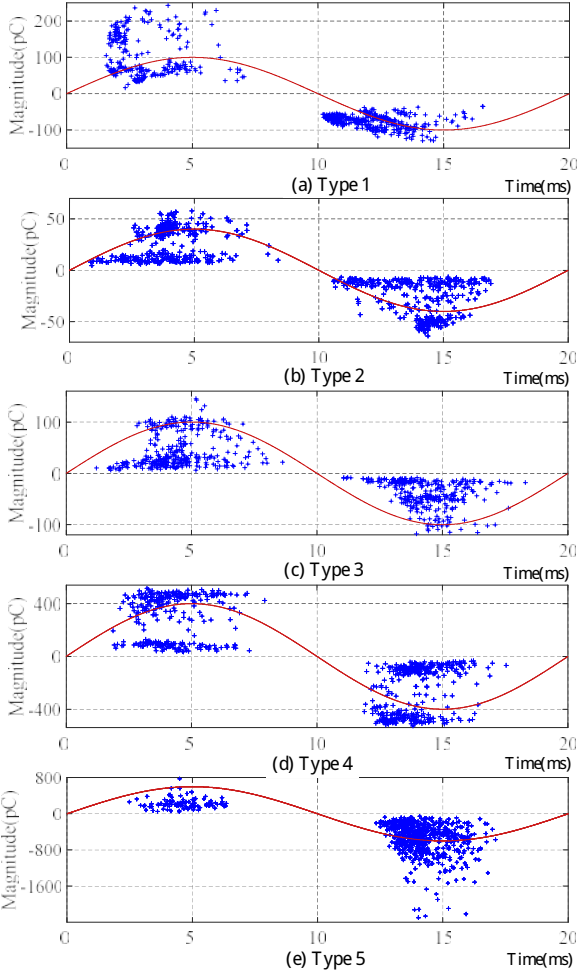 Magnitude(pC)
200
100
0
-100
0 5 10 15 20
(a) Type 1 Time(ms)
Magnitude(pC)
50
0
-50
0 5 10 15 20
(b) Type 2 Time(ms)
Magnitude(pC)
100
0
-100
0 5 10 15 20
(c) Type 3 Time(ms)
Magnitude(pC)
400
0
-400
0 5 10 15 20
(d) Type 4 Time(ms)
Magnitude(pC)
800
0
-800
-1600
0 5 10 15 20
(e) Type 5 Time(ms)